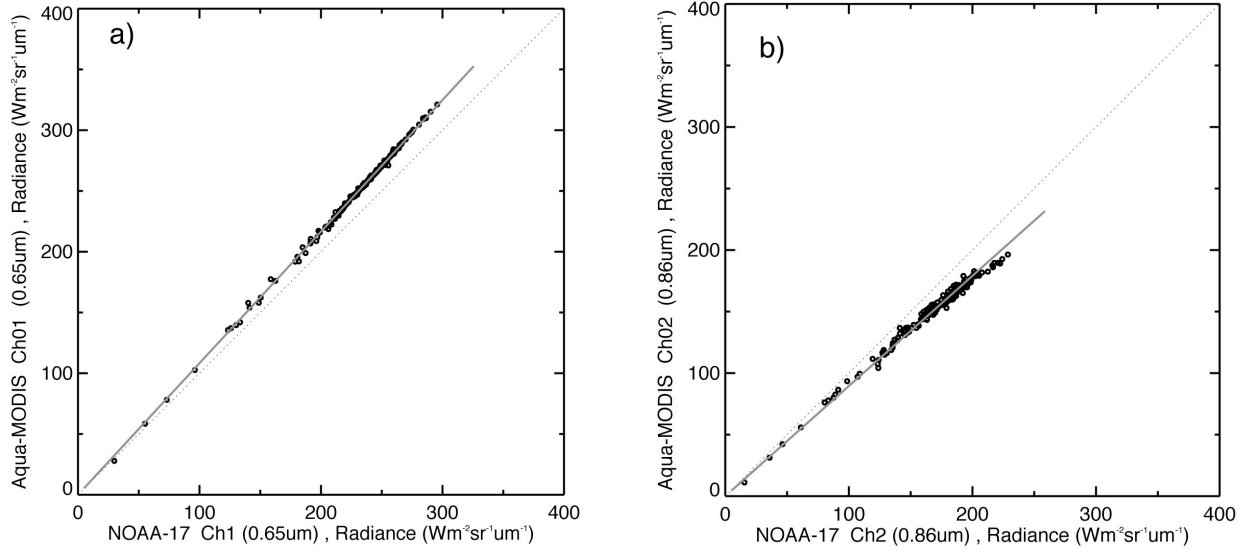 a)
400
300
200
100
0
Aqua-MODIS Ch01 (0.65um) , Radiance (Wm-2sr-1um-1)
0 100 200 300 400
NOAA-17 Ch1 (0.65um) , Radiance (Wm-2sr-1um-1)
b)
400
300
200
100
0
Aqua-MODIS Ch02 (0.86um) , Radiance (Wm-2sr-1um-1)
0 100 200 300 400
NOAA-17 Ch2 (0.86um) , Radiance (Wm-2sr-1um-1)